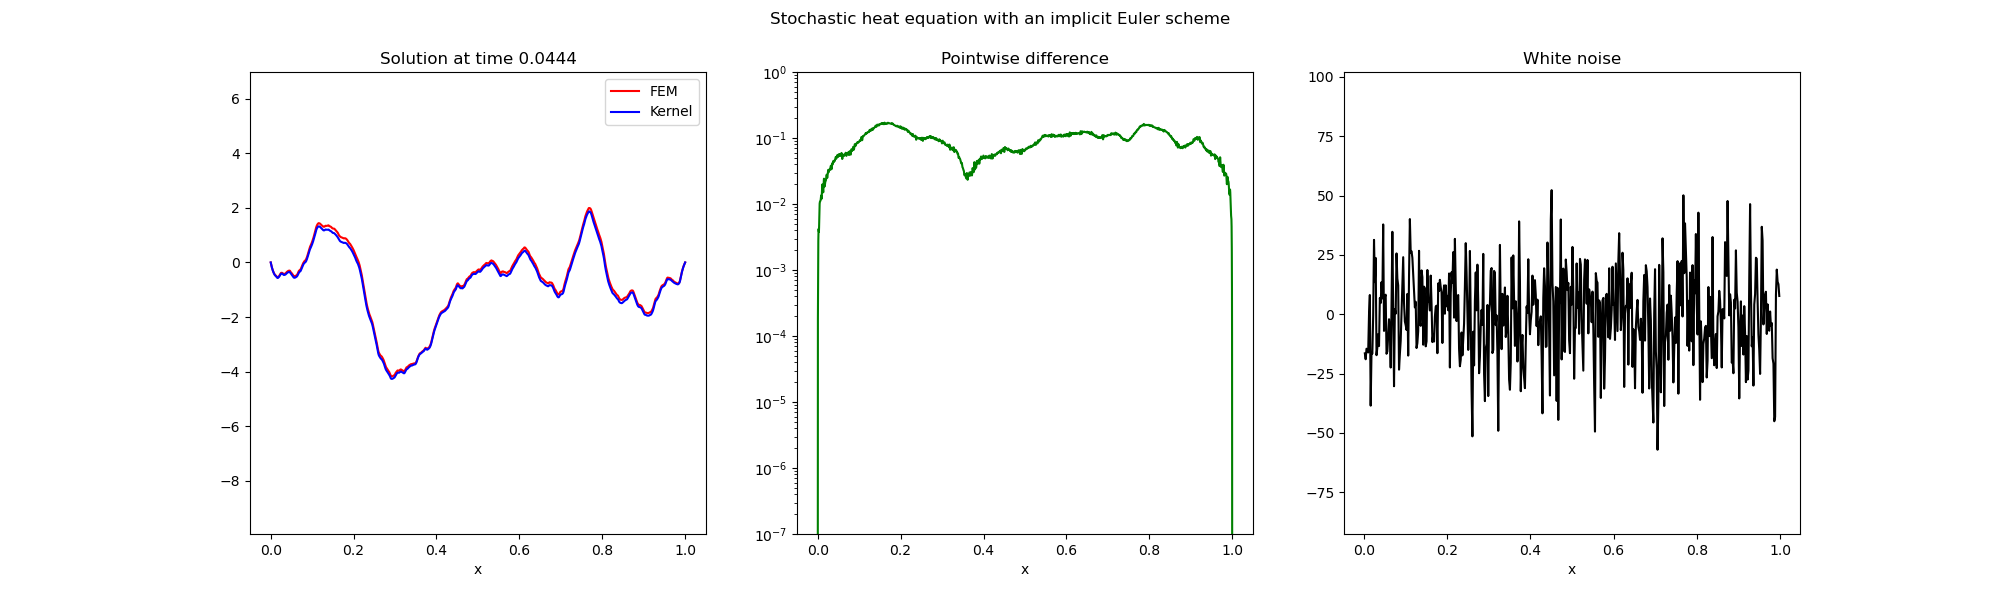 Stochastic heat equation with an implicit Euler scheme
Solution at time 0.0444
6
4
2
0
−2
−4
−6
−8
0.0 0.2 0.4 0.6 0.8 1.0
x
FEM
Kernel
Pointwise difference
10⁰
10⁻¹
10⁻²
10⁻³
10⁻⁴
10⁻⁵
10⁻⁶
10⁻⁷
0.0 0.2 0.4 0.6 0.8 1.0
x
White noise
100
75
50
25
0
−25
−50
−75
0.0 0.2 0.4 0.6 0.8 1.0
x